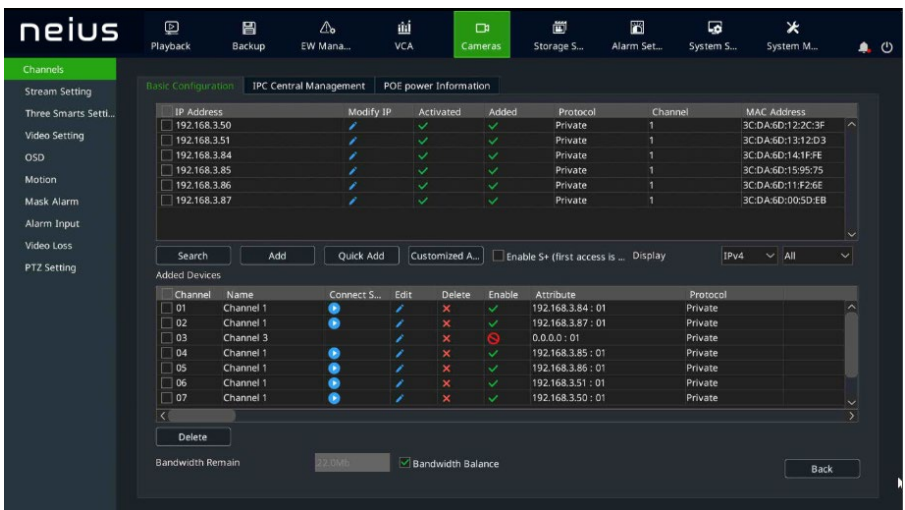 neius
Playback Backup EW Mana... VCA Cameras Storage S... Alarm Set... System S... System M...
Channels
Stream Setting
Three Smarts Setti...
Video Setting
OSD
Motion
Mask Alarm
Alarm Input
Video Loss
PTZ Setting
Basic Configuration IPC Central Management POE power Information
IP Address Modify IP Activated Added Protocol Channel MAC Address
192.168.3.50 Private 1 3C:DA:6D:12:2C:3F
192.168.3.51 Private 1 3C:DA:6D:13:12:D3
192.168.3.84 Private 1 3C:DA:6D:14:1F:FE
192.168.3.85 Private 1 3C:DA:6D:15:95:75
192.168.3.86 Private 1 3C:DA:6D:11:F2:6E
192.168.3.87 Private 1 3C:DA:6D:00:5D:EB
Search Add Quick Add Customized A... Enable S+ (first access is ... Display IPv4 All
Added Devices
Channel Name Connect S... Edit Delete Enable Attribute Protocol
01 Channel 1 192.168.3.84 : 01 Private
02 Channel 1 192.168.3.87 : 01 Private
03 Channel 3 0.0.0.0 : 01 Private
04 Channel 1 192.168.3.85 : 01 Private
05 Channel 1 192.168.3.86 : 01 Private
06 Channel 1 192.168.3.51 : 01 Private
07 Channel 1 192.168.3.50 : 01 Private
Delete
Bandwidth Remain 22.0Mb Bandwidth Balance
Back